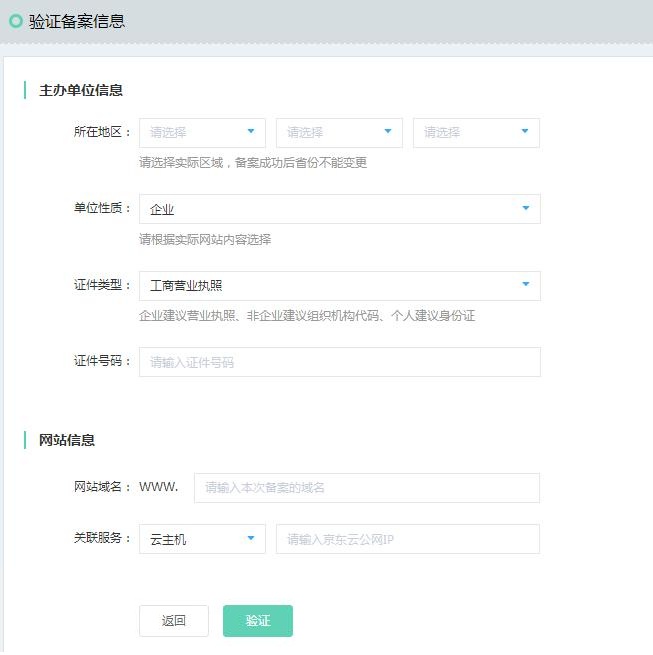 验证备案信息
主办单位信息
所在地区： 请选择 请选择 请选择
请选择实际区域，备案成功后省份不能变更
单位性质： 企业
请根据实际网站内容选择
证件类型： 工商营业执照
企业建议营业执照、非企业建议组织机构代码、个人建议身份证
证件号码： 请输入证件号码
网站信息
网站域名： WWW. 请输入本次备案的域名
关联服务： 云主机 请输入京东云公网IP
返回 验证